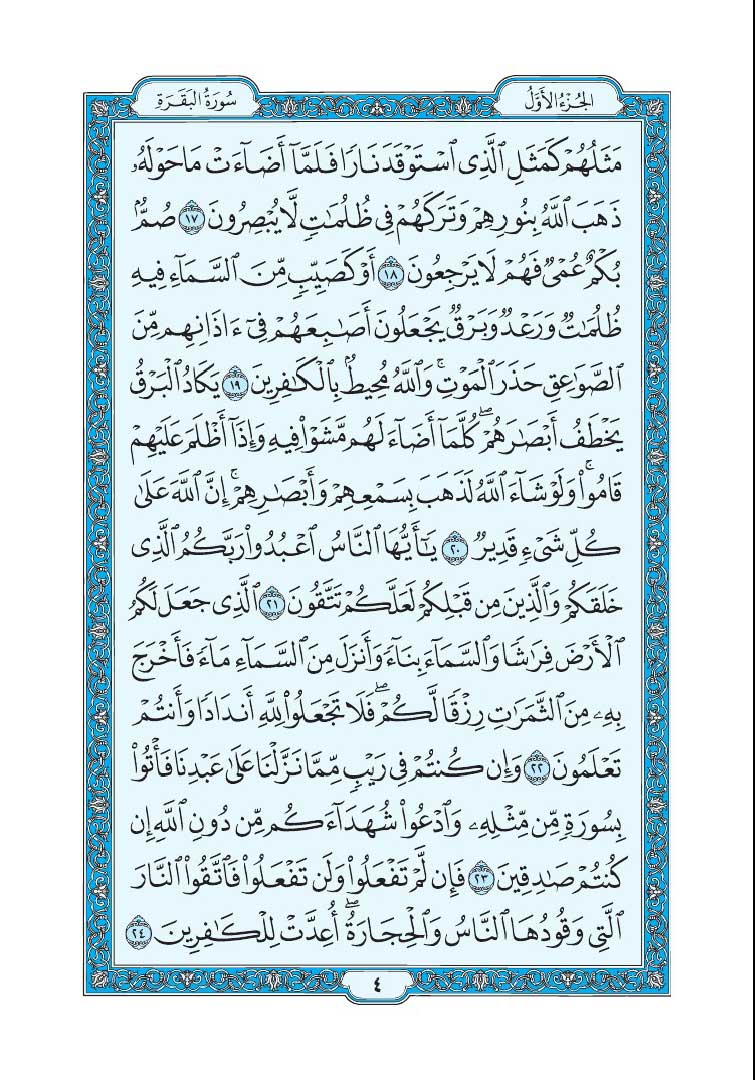 الجُزْءُ الأَوَّلُ
سُورَةُ البَقَرَةِ
مَثَلُهُمْ كَمَثَلِ ٱلَّذِى ٱسْتَوْقَدَ نَارًا فَلَمَّآ أَضَآءَتْ مَا حَوْلَهُۥ
ذَهَبَ ٱللَّهُ بِنُورِهِمْ وَتَرَكَهُمْ فِى ظُلُمَٰتٍ لَّا يُبْصِرُونَ ١٧ صُمٌّۢ
بُكْمٌ عُمْىٌ فَهُمْ لَا يَرْجِعُونَ ١٨ أَوْ كَصَيِّبٍ مِّنَ ٱلسَّمَآءِ فِيهِ
ظُلُمَٰتٌ وَرَعْدٌ وَبَرْقٌ يَجْعَلُونَ أَصَٰبِعَهُمْ فِىٓ ءَاذَانِهِم مِّنَ
ٱلصَّوَٰعِقِ حَذَرَ ٱلْمَوْتِ ۚ وَٱللَّهُ مُحِيطٌۢ بِٱلْكَٰفِرِينَ ١٩ يَكَادُ ٱلْبَرْقُ
يَخْطَفُ أَبْصَٰرَهُمْ ۖ كُلَّمَآ أَضَآءَ لَهُم مَّشَوْا۟ فِيهِ وَإِذَآ أَظْلَمَ عَلَيْهِمْ
قَامُوا۟ ۚ وَلَوْ شَآءَ ٱللَّهُ لَذَهَبَ بِسَمْعِهِمْ وَأَبْصَٰرِهِمْ ۚ إِنَّ ٱللَّهَ عَلَىٰ
كُلِّ شَىْءٍ قَدِيرٌ ٢٠ يَٰٓأَيُّهَا ٱلنَّاسُ ٱعْبُدُوا۟ رَبَّكُمُ ٱلَّذِى
خَلَقَكُمْ وَٱلَّذِينَ مِن قَبْلِكُمْ لَعَلَّكُمْ تَتَّقُونَ ٢١ ٱلَّذِى جَعَلَ لَكُمُ
ٱلْأَرْضَ فِرَٰشًا وَٱلسَّمَآءَ بِنَآءً وَأَنزَلَ مِنَ ٱلسَّمَآءِ مَآءً فَأَخْرَجَ
بِهِۦ مِنَ ٱلثَّمَرَٰتِ رِزْقًا لَّكُمْ ۖ فَلَا تَجْعَلُوا۟ لِلَّهِ أَندَادًا وَأَنتُمْ
تَعْلَمُونَ ٢٢ وَإِن كُنتُمْ فِى رَيْبٍ مِّمَّا نَزَّلْنَا عَلَىٰ عَبْدِنَا فَأْتُوا۟
بِسُورَةٍ مِّن مِّثْلِهِۦ وَٱدْعُوا۟ شُهَدَآءَكُم مِّن دُونِ ٱللَّهِ إِن
كُنتُمْ صَٰدِقِينَ ٢٣ فَإِن لَّمْ تَفْعَلُوا۟ وَلَن تَفْعَلُوا۟ فَٱتَّقُوا۟ ٱلنَّارَ
ٱلَّتِى وَقُودُهَا ٱلنَّاسُ وَٱلْحِجَارَةُ ۖ أُعِدَّتْ لِلْكَٰفِرِينَ ٢٤
٤